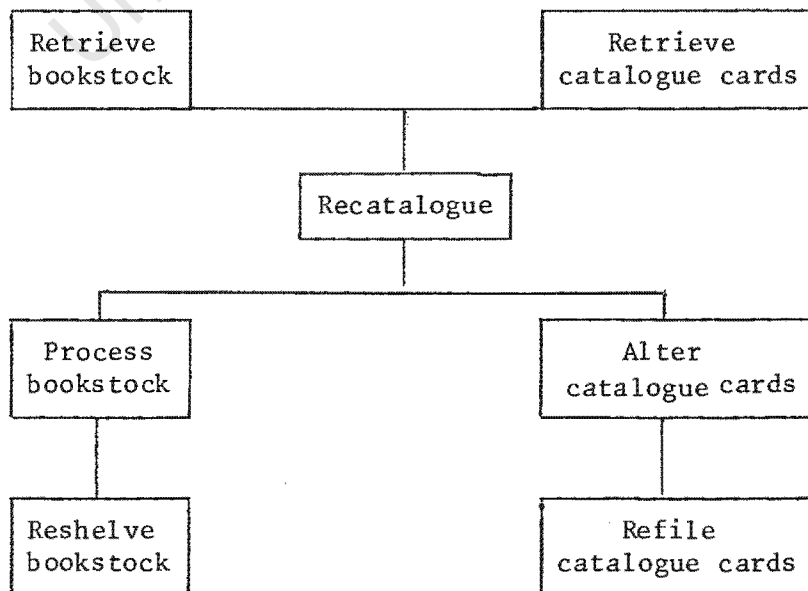 Retrieve
bookstock
Retrieve
catalogue cards
Recatalogue
Process
bookstock
Alter
catalogue cards
Reshelve
bookstock
Refile
catalogue cards